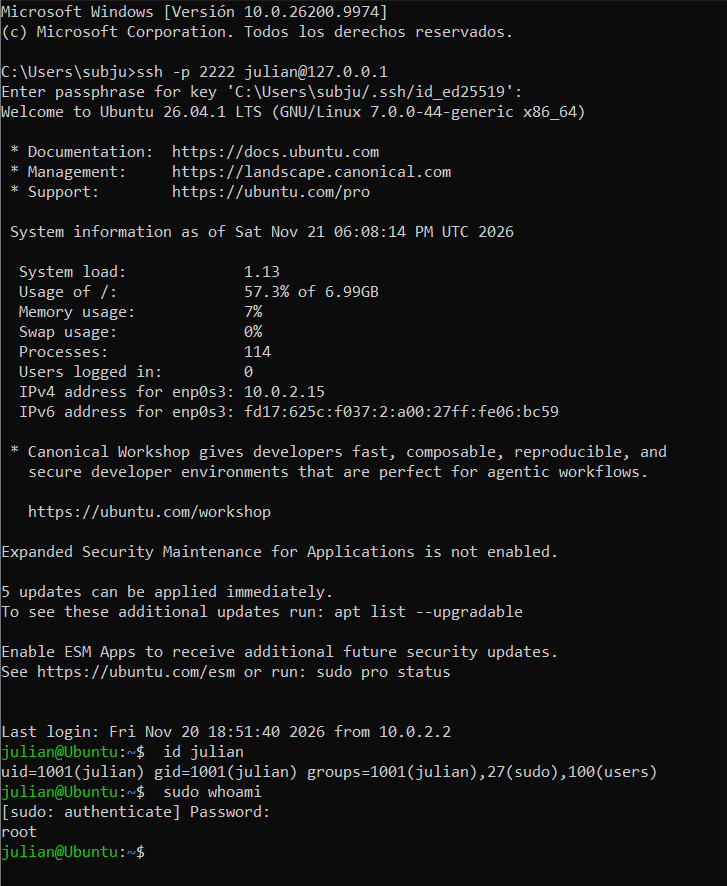 Microsoft Windows [Versión 10.0.26200.9974]
(c) Microsoft Corporation. Todos los derechos reservados.
C:\Users\subju>ssh -p 2222 julian@127.0.0.1
Enter passphrase for key 'C:\Users\subju/.ssh/id_ed25519':
Welcome to Ubuntu 26.04.1 LTS (GNU/Linux 7.0.0-44-generic x86_64)
* Documentation:  https://docs.ubuntu.com
* Management:     https://landscape.canonical.com
* Support:        https://ubuntu.com/pro
System information as of Sat Nov 21 06:08:14 PM UTC 2026
System load:             1.13
Usage of /:              57.3% of 6.99GB
Memory usage:            7%
Swap usage:              0%
Processes:               114
Users logged in:         0
IPv4 address for enp0s3: 10.0.2.15
IPv6 address for enp0s3: fd17:625c:f037:2:a00:27ff:fe06:bc59
* Canonical Workshop gives developers fast, composable, reproducible, and
secure developer environments that are perfect for agentic workflows.
https://ubuntu.com/workshop
Expanded Security Maintenance for Applications is not enabled.
5 updates can be applied immediately.
To see these additional updates run: apt list --upgradable
Enable ESM Apps to receive additional future security updates.
See https://ubuntu.com/esm or run: sudo pro status
Last login: Fri Nov 20 18:51:40 2026 from 10.0.2.2
julian@Ubuntu:~$  id julian
uid=1001(julian) gid=1001(julian) groups=1001(julian),27(sudo),100(users)
julian@Ubuntu:~$  sudo whoami
[sudo: authenticate] Password:
root
julian@Ubuntu:~$